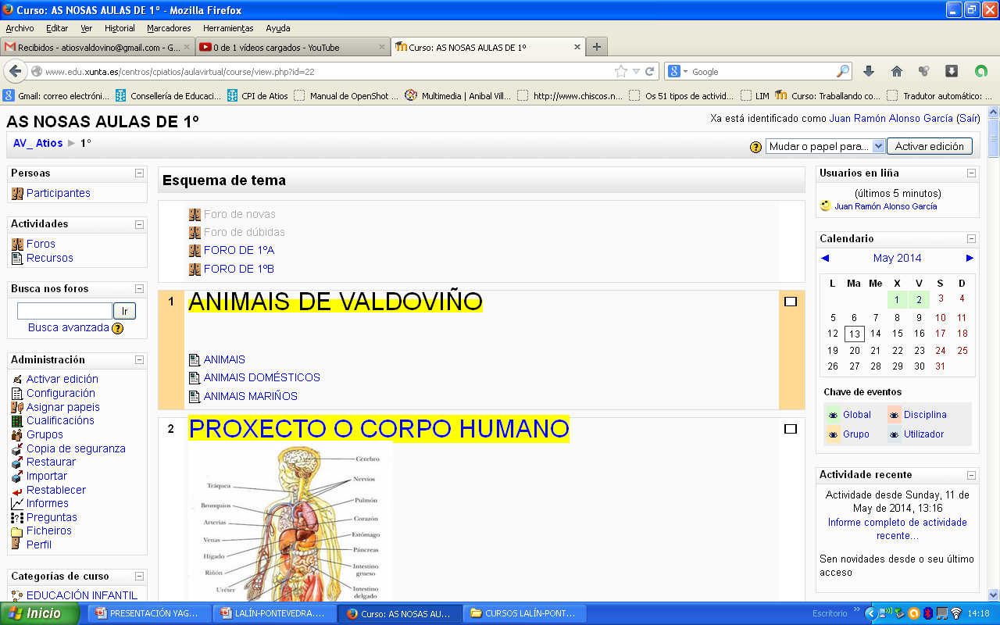 Curso: AS NOSAS AULAS DE 1º - Mozilla Firefox
Archivo Editar Ver Historial Marcadores Herramientas Ayuda
Recibidos - atiosvaldovino@gmail.com - G...
0 de 1 vídeos cargados - YouTube
Curso: AS NOSAS AULAS DE 1º
www.edu.xunta.es/centros/cpiatios/aulavirtual/course/view.php?id=22
Google
Gmail: correo electróni... Consellería de Educaci... CPI de Atios Manual de OpenShot ... Multimedia | Anibal Vill... http://www.chiscos.n... Os 51 tipos de activid... LIM Curso: Traballando co... Tradutor automático:
AS NOSAS AULAS DE 1º
Xa está identificado como Juan Ramón Alonso García (Saír)
AV_ Atios ► 1º
Mudar o papel para...
Activar edición
Persoas
Participantes
Actividades
Foros
Recursos
Busca nos foros
Ir
Busca avanzada
Administración
Activar edición
Configuración
Asignar papeis
Cualificacións
Grupos
Copia de seguranza
Restaurar
Importar
Restablecer
Informes
Preguntas
Ficheiros
Perfil
Categorías de curso
EDUCACIÓN INFANTIL
Esquema de tema
Foro de novas
Foro de dúbidas
FORO DE 1ºA
FORO DE 1ºB
1
ANIMAIS DE VALDOVIÑO
ANIMAIS
ANIMAIS DOMÉSTICOS
ANIMAIS MARIÑOS
2
PROXECTO O CORPO HUMANO
Cerebro
Nervios
Tráquea
Pulmón
Bronquios
Corazón
Arterias
Estómago
Venas
Páncreas
Hígado
Intestino
grueso
Riñón
Intestino
delgado
Uréter
Usuarios en liña
(últimos 5 minutos)
Juan Ramón Alonso García
Calendario
◄ May 2014 ►
L Ma Me X V S D
1 2 3 4
5 6 7 8 9 10 11
12 13 14 15 16 17 18
19 20 21 22 23 24 25
26 27 28 29 30 31
Chave de eventos
Global Disciplina
Grupo Utilizador
Actividade recente
Actividade desde Sunday, 11 de
May de 2014, 13:16
Informe completo de actividade
recente...
Sen novidades desde o seu último
acceso
Inicio
PRESENTACIÓN YAG...
LALÍN-PONTEVEDRA....
Curso: AS NOSAS AU...
CURSOS LALÍN-PONT...
Escritorio
14:18